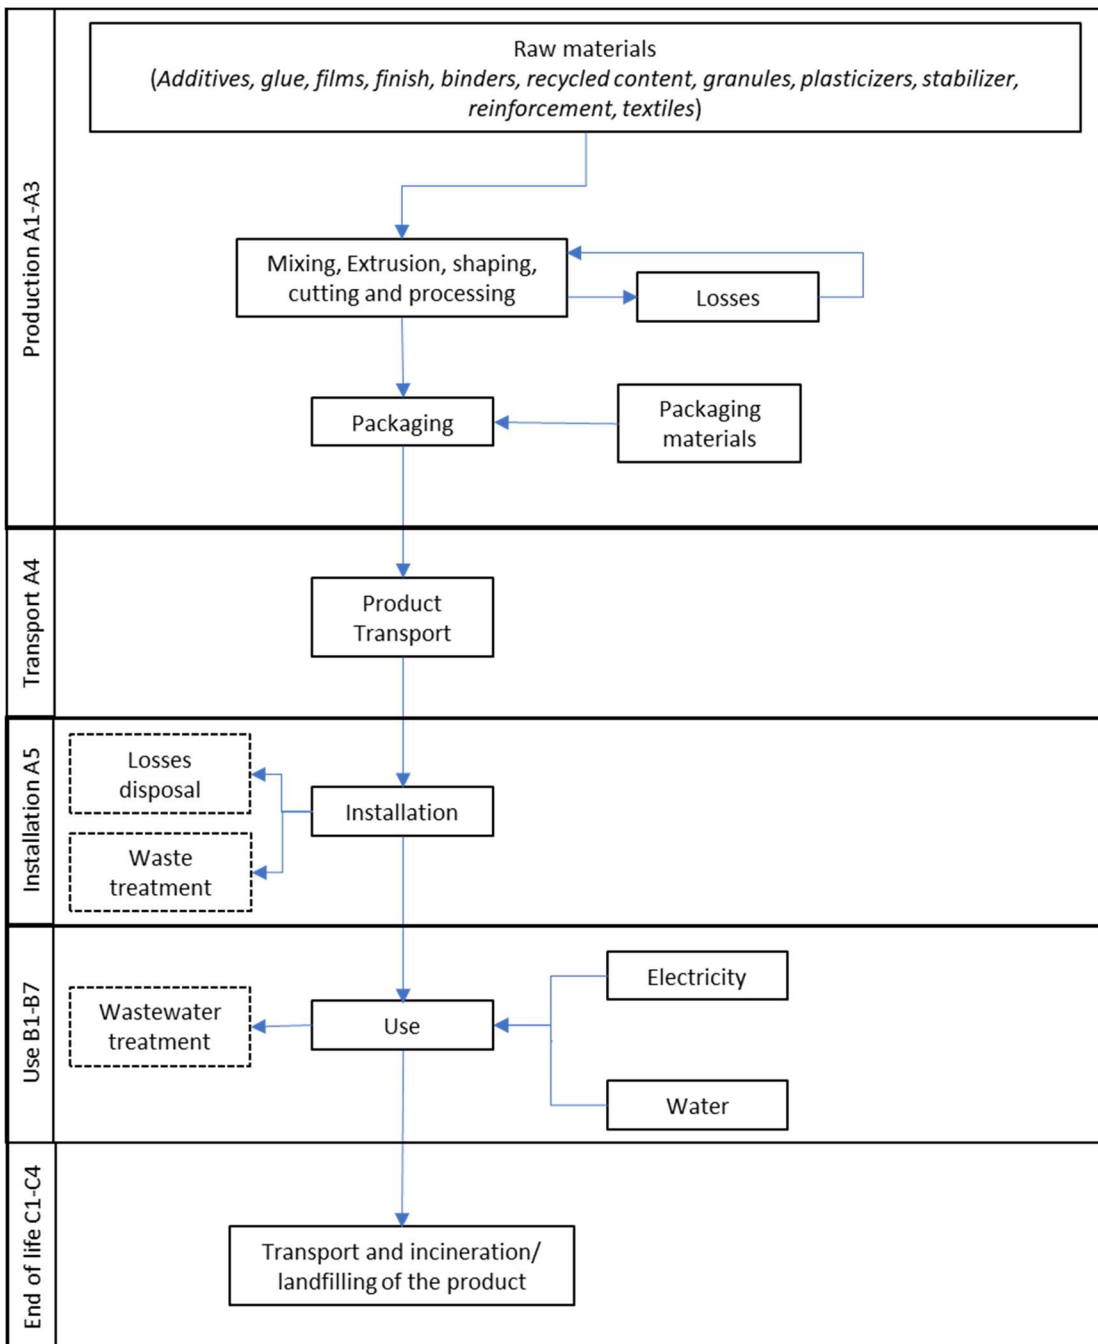 Production A1-A3
Raw materials
(Additives, glue, films, finish, binders, recycled content, granules, plasticizers, stabilizer,
reinforcement, textiles)
Mixing, Extrusion, shaping,
cutting and processing
Losses
Packaging
Packaging
materials
Transport A4
Product
Transport
Installation A5
Losses
disposal
Installation
Waste
treatment
Use B1-B7
Electricity
Wastewater
treatment
Use
Water
End of life C1-C4
Transport and incineration/
landfilling of the product